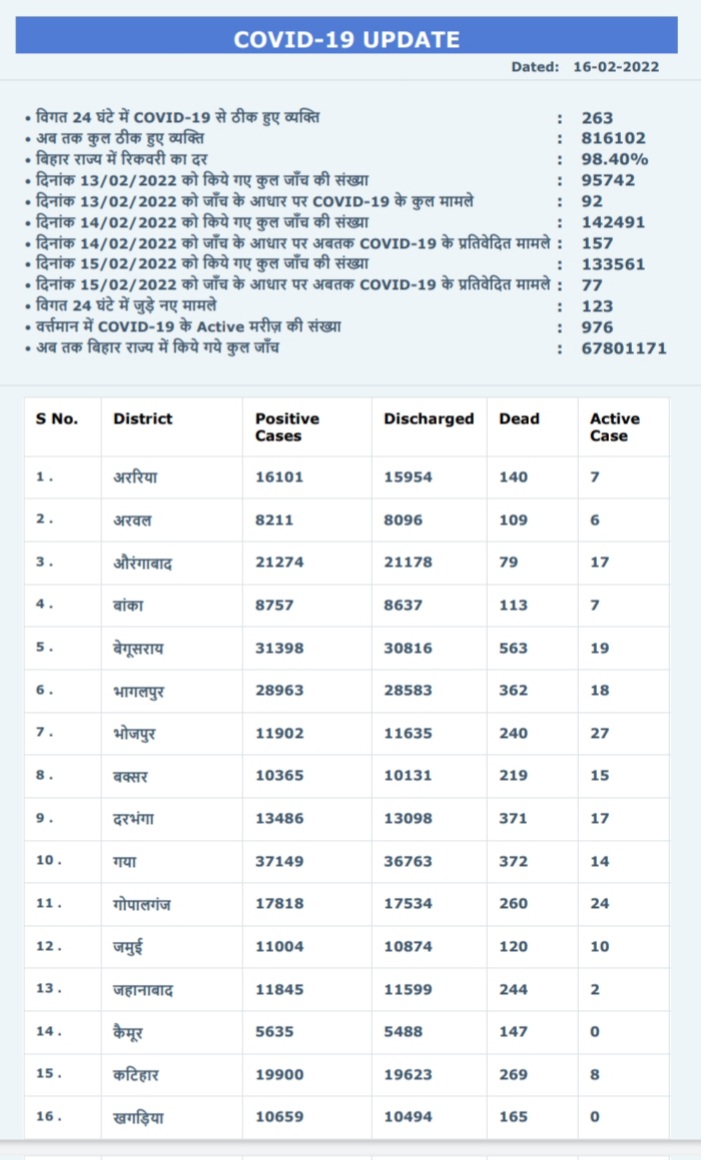 COVID-19 UPDATE
Dated: 16-02-2022
• विगत 24 घंटे में COVID-19 से ठीक हुए व्यक्ति : 263
• अब तक कुल ठीक हुए व्यक्ति : 816102
• बिहार राज्य में रिकवरी का दर : 98.40%
• दिनांक 13/02/2022 को किये गए कुल जाँच की संख्या : 95742
• दिनांक 13/02/2022 को जाँच के आधार पर COVID-19 के कुल मामले : 92
• दिनांक 14/02/2022 को किये गए कुल जाँच की संख्या : 142491
• दिनांक 14/02/2022 को जाँच के आधार पर अबतक COVID-19 के प्रतिवेदित मामले : 157
• दिनांक 15/02/2022 को किये गए कुल जाँच की संख्या : 133561
• दिनांक 15/02/2022 को जाँच के आधार पर अबतक COVID-19 के प्रतिवेदित मामले : 77
• विगत 24 घंटे में जुड़े नए मामले : 123
• वर्त्तमान में COVID-19 के Active मरीज़ की संख्या : 976
• अब तक बिहार राज्य में किये गये कुल जाँच : 67801171
S No. District Positive Cases Discharged Dead Active Case
1 . अररिया 16101 15954 140 7
2 . अरवल 8211 8096 109 6
3 . औरंगाबाद 21274 21178 79 17
4 . बांका 8757 8637 113 7
5 . बेगूसराय 31398 30816 563 19
6 . भागलपुर 28963 28583 362 18
7 . भोजपुर 11902 11635 240 27
8 . बक्सर 10365 10131 219 15
9 . दरभंगा 13486 13098 371 17
10 . गया 37149 36763 372 14
11 . गोपालगंज 17818 17534 260 24
12 . जमुई 11004 10874 120 10
13 . जहानाबाद 11845 11599 244 2
14 . कैमूर 5635 5488 147 0
15 . कटिहार 19900 19623 269 8
16 . खगड़िया 10659 10494 165 0